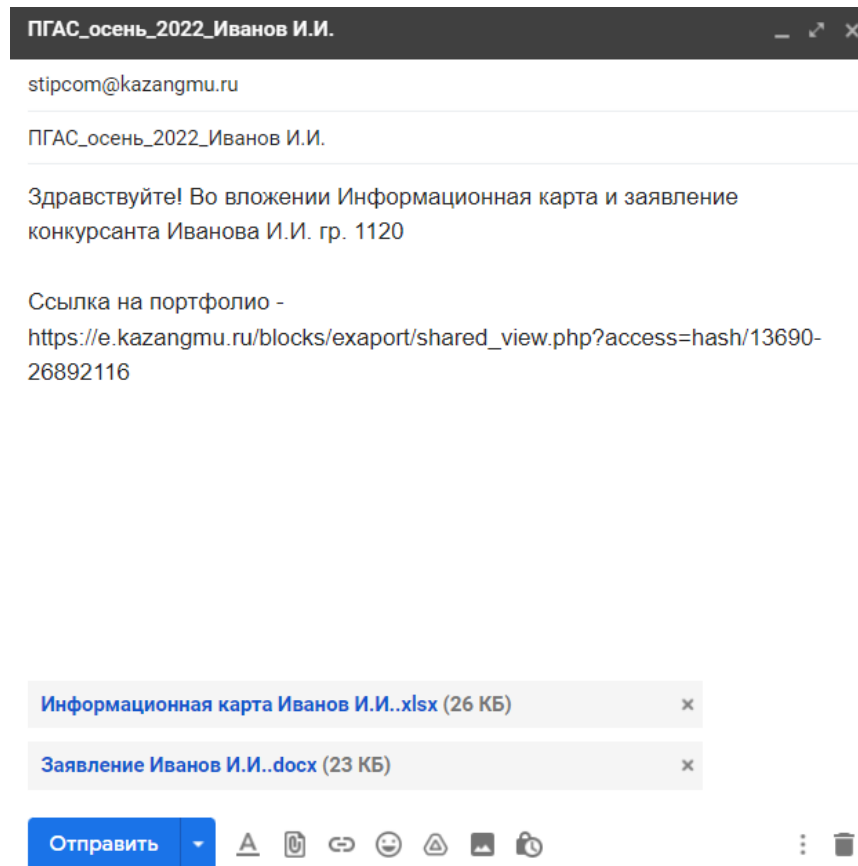 ПГАС_осень_2022_Иванов И.И.
stipcom@kazangmu.ru
ПГАС_осень_2022_Иванов И.И.
Здравствуйте! Во вложении Информационная карта и заявление
конкурсанта Иванова И.И. гр. 1120
Ссылка на портфолио -
https://e.kazangmu.ru/blocks/exaport/shared_view.php?access=hash/13690-
26892116
Информационная карта Иванов И.И..xlsx (26 КБ)
Заявление Иванов И.И..docx (23 КБ)
Отправить